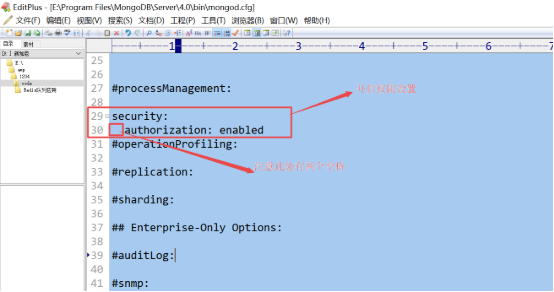 EditPlus - [E:\Program Files\MongoDB\Server\4.0\bin\mongod.cfg]
文件(F) 编辑(E) 视图(V) 搜索(S) 文档(D) 工程(P) 工具(T) 浏览器(B) 窗口(W) 帮助(H)
目录 素材
1 2 3 4 5 6 7
25
26
27 #processManagement:
28
29 security:
30 authorization: enabled
31 #operationProfiling:
32
33 #replication:
34
35 #sharding:
36
37 ## Enterprise-Only Options:
38
39 #auditLog:
40
41 #snmp:
E:\
1234